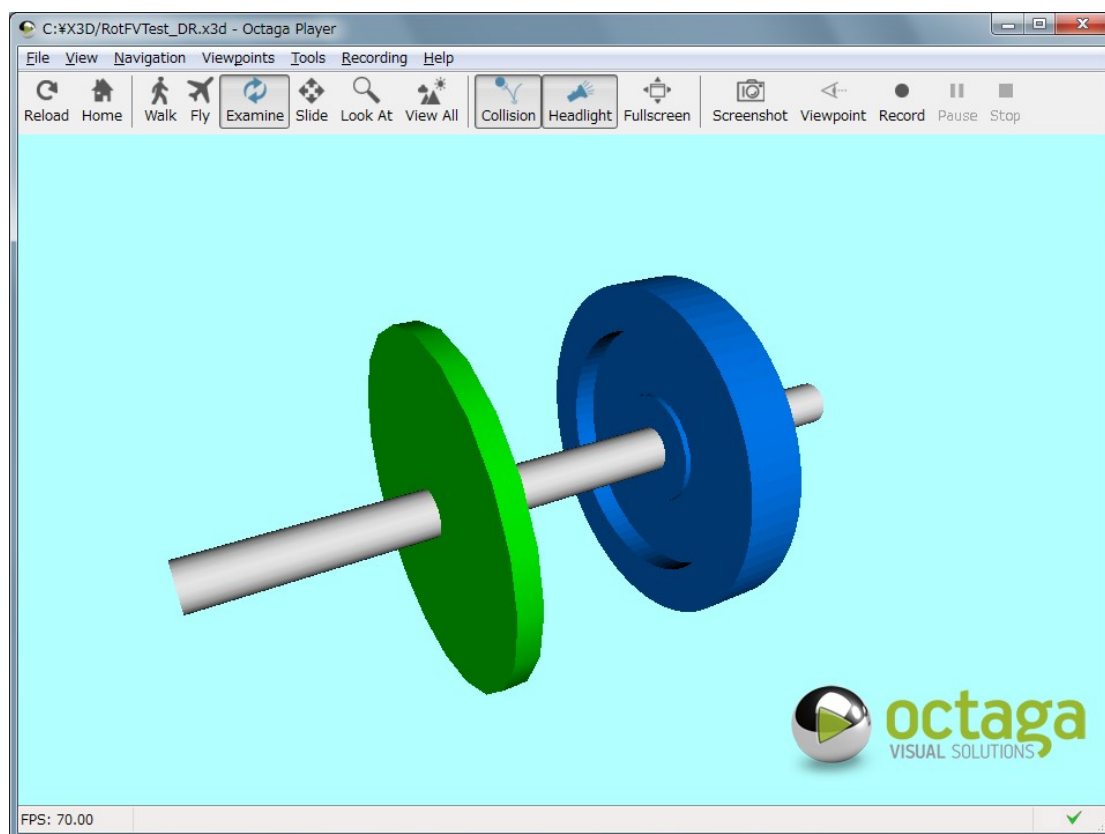 C:¥X3D/RotFVTest_DR.x3d - Octaga Player
File View Navigation Viewpoints Tools Recording Help
Reload Home Walk Fly Examine Slide Look At View All Collision Headlight Fullscreen Screenshot Viewpoint Record Pause Stop
octaga
VISUAL SOLUTIONS
FPS: 70.00